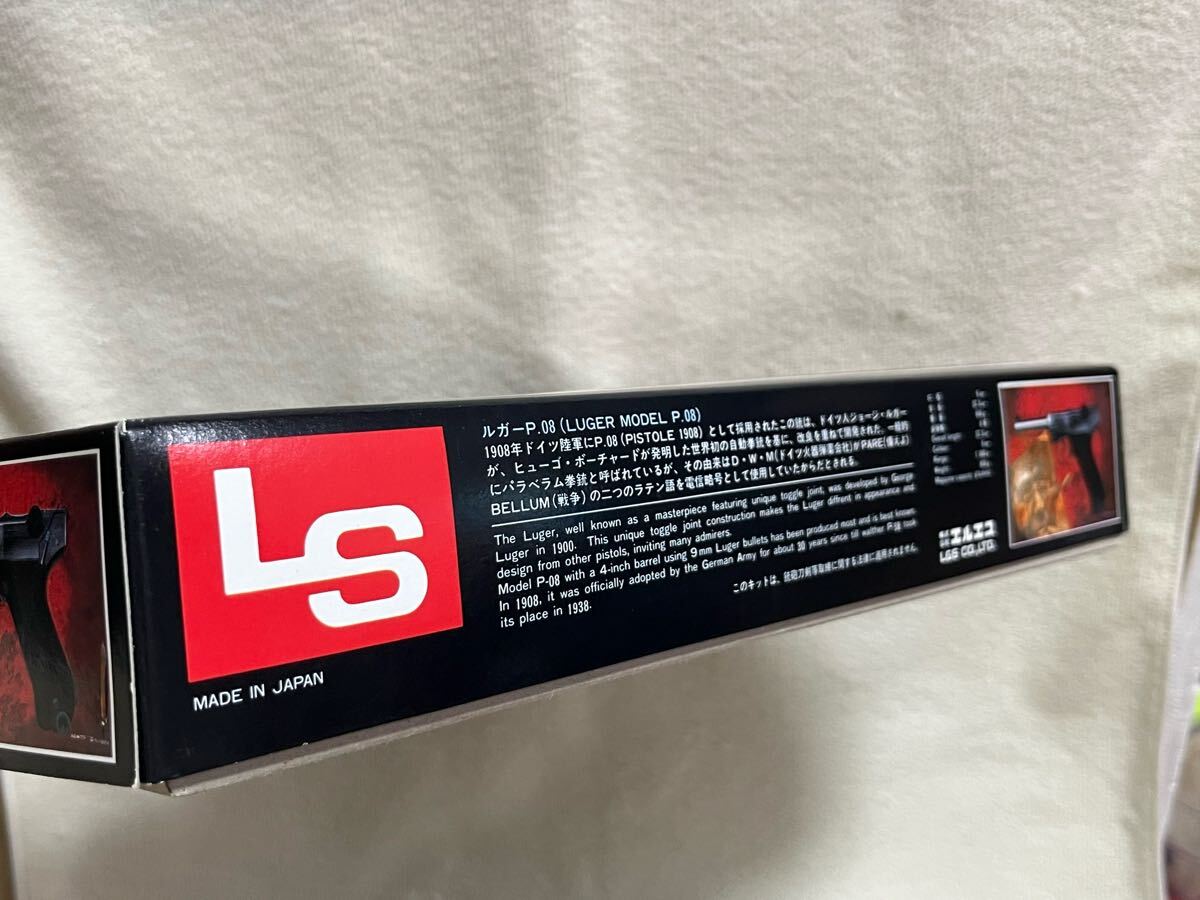 LS
MADE IN JAPAN
ルガーP.08 (LUGER MODEL P.08)
1908年ドイツ陸軍にP.08 (PISTOLE 1908) として採用されたこの銃は、ドイツ人ジョージ・ルガー
が、ヒューゴ・ボーチャードが発明した世界初の自動拳銃を基に、改良を重ねて開発された。一般的
にパラベラム拳銃と呼ばれているが、その由来はD・W・M(ドイツ火器弾薬会社)が PARE(備えよ)
BELLUM(戦争)の二つのラテン語を電信略号として使用していたからだとされる。
The Luger, well known as a masterpiece featuring unique toggle joint, was developed by George
Luger in 1900. This unique toggle joint construction makes the Luger diffrent in appearance and
design from other pistols, inviting many admirers.
Model P-08 with a 4-inch barrel using 9mm Luger bullets has been produced most and is best known.
In 1908, it was officially adopted by the German Army for about 30 years since till walther P.38 took
its place in 1938.
このキットは、銃砲刀剣等取締に関する法律に適用されません。
株式会社 エルエス
L&S CO.,LTD.